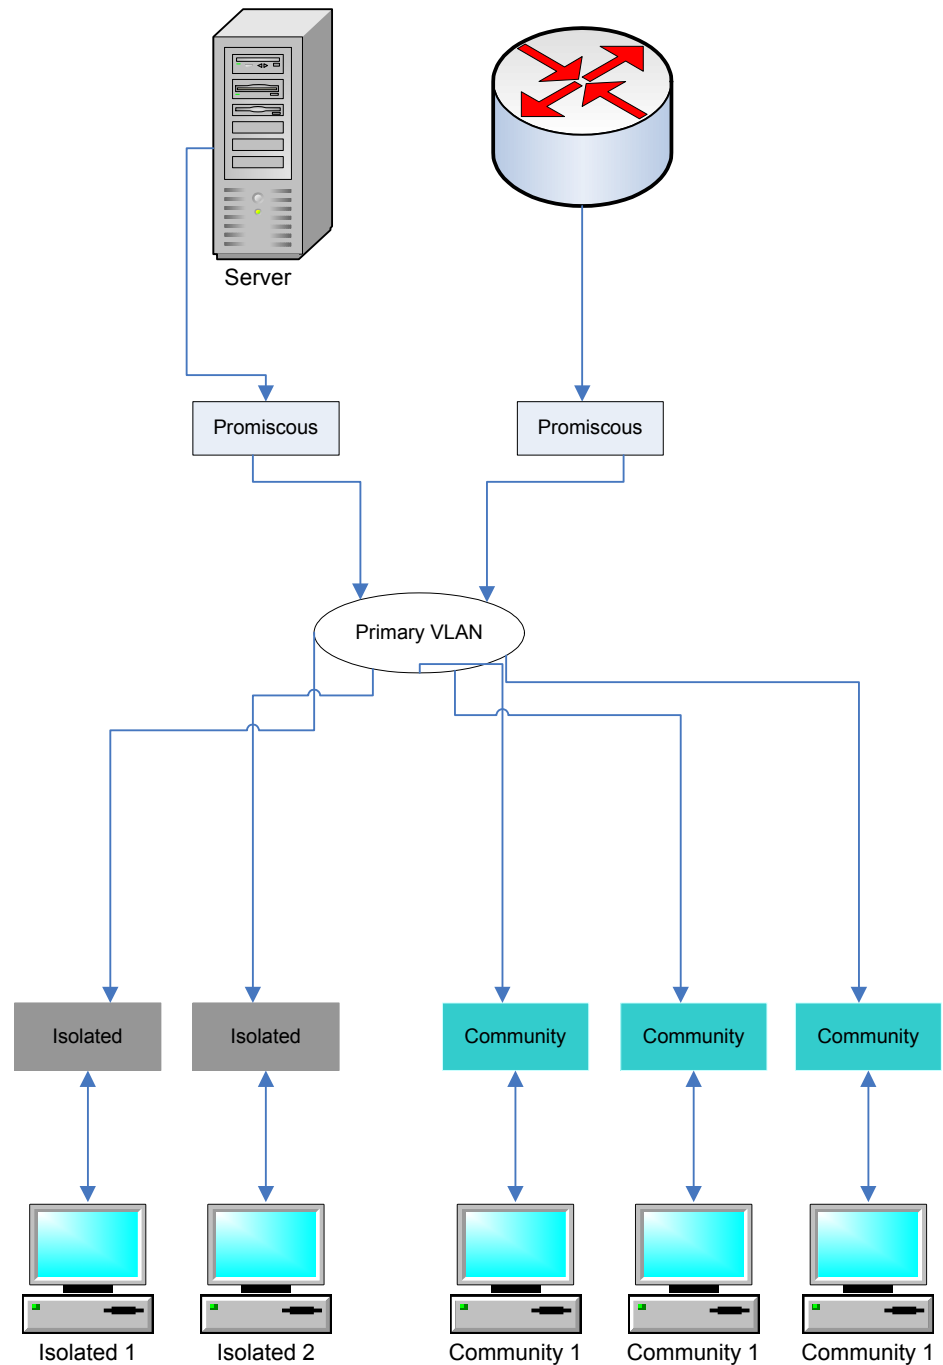 Server
Promiscous
Promiscous
Primary VLAN
Isolated
Isolated
Community
Community
Community
Isolated 1
Isolated 2
Community 1
Community 1
Community 1